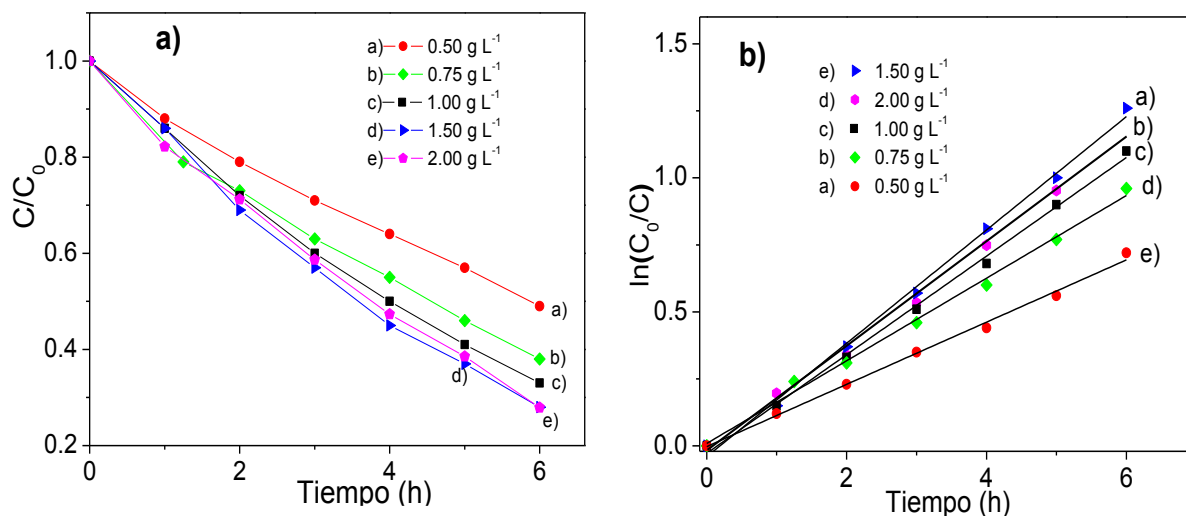 a)
a) 0.50 g L⁻¹
b) 0.75 g L⁻¹
c) 1.00 g L⁻¹
d) 1.50 g L⁻¹
e) 2.00 g L⁻¹
1.0
0.8
0.6
0.4
0.2
C/C₀
a)
b)
c)
d)
e)
0 2 4 6
Tiempo (h)
b)
e) 1.50 g L⁻¹
d) 2.00 g L⁻¹
c) 1.00 g L⁻¹
b) 0.75 g L⁻¹
a) 0.50 g L⁻¹
1,5
1.0
0.5
0.0
ln(C₀/C)
a)
b)
c)
d)
e)
0 2 4 6
Tiempo (h)